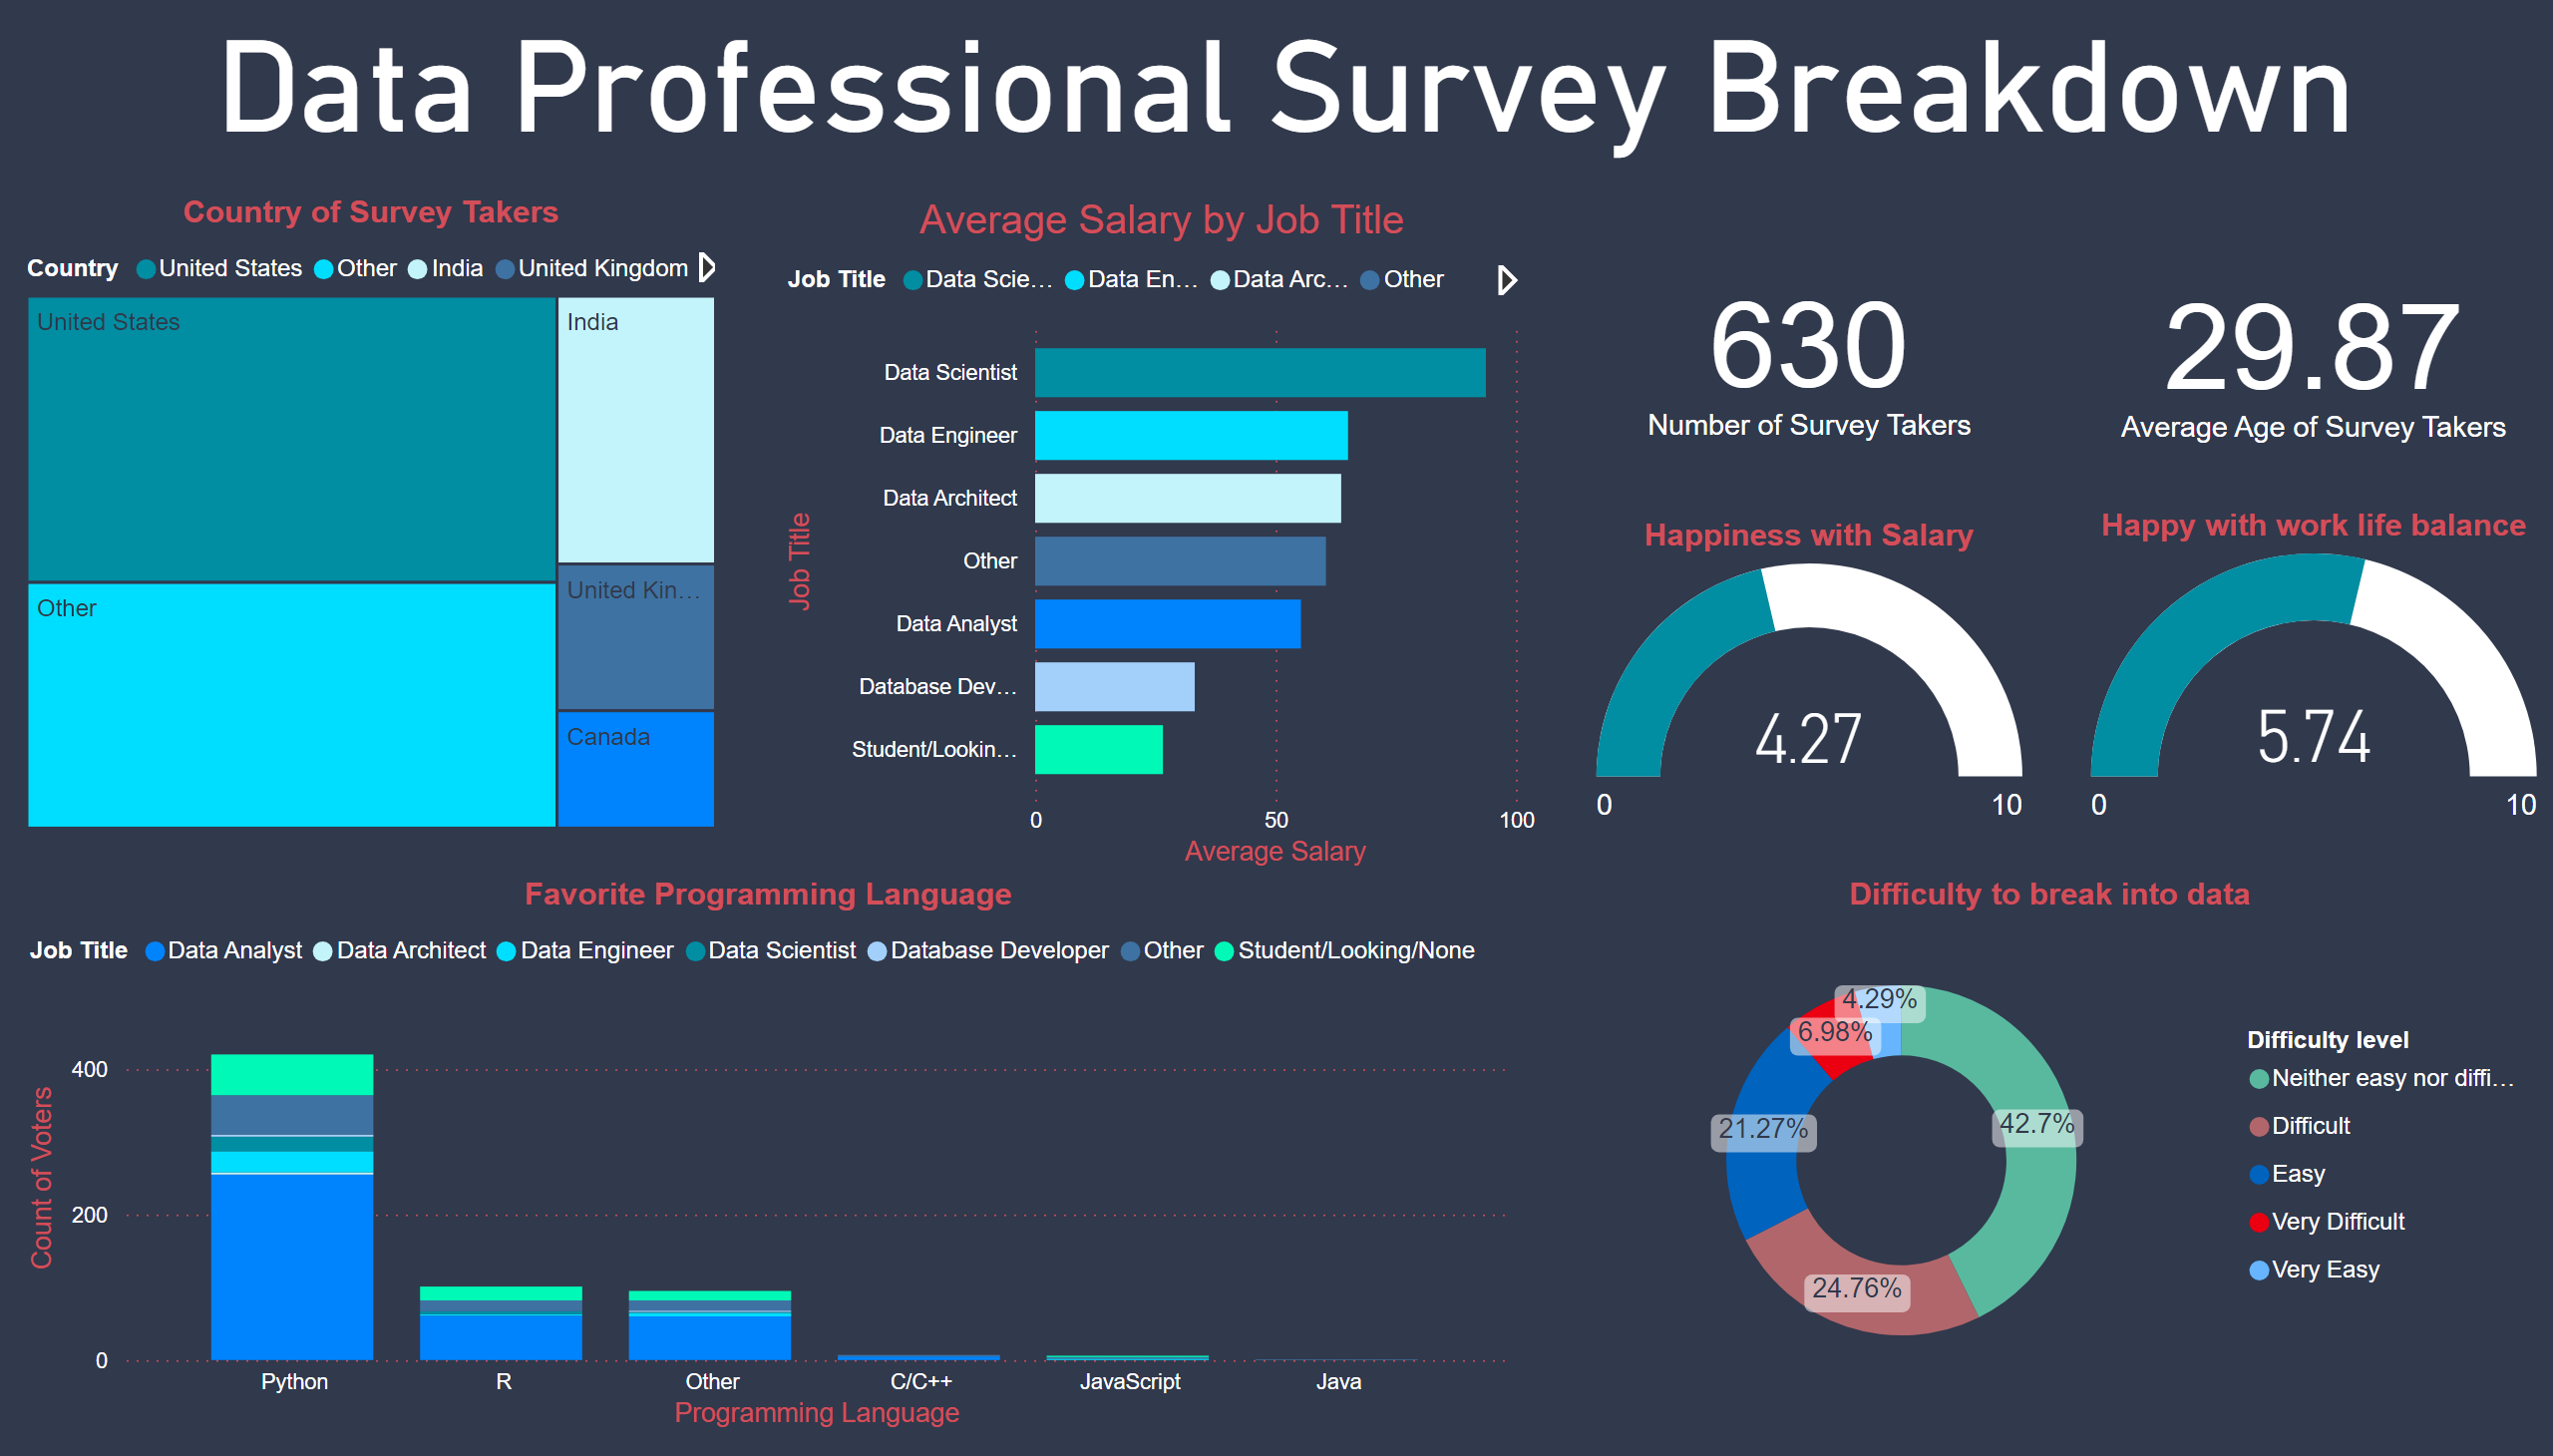 Data Professional Survey Breakdown
Country of Survey Takers
Country United States Other India United Kingdom
United States
India
Other
United Kin…
Canada
Average Salary by Job Title
Job Title Data Scie… Data En… Data Arc… Other
Job Title
Data Scientist
Data Engineer
Data Architect
Other
Data Analyst
Database Dev…
Student/Lookin…
0 50 100
Average Salary
630
Number of Survey Takers
29.87
Average Age of Survey Takers
Happiness with Salary
4.27
0 10
Happy with work life balance
5.74
0 10
Favorite Programming Language
Job Title Data Analyst Data Architect Data Engineer Data Scientist Database Developer Other Student/Looking/None
Count of Voters
400
200
0
Python R Other C/C++ JavaScript Java
Programming Language
Difficulty to break into data
4.29%
6.98%
21.27%
42.7%
24.76%
Difficulty level
Neither easy nor diffi…
Difficult
Easy
Very Difficult
Very Easy